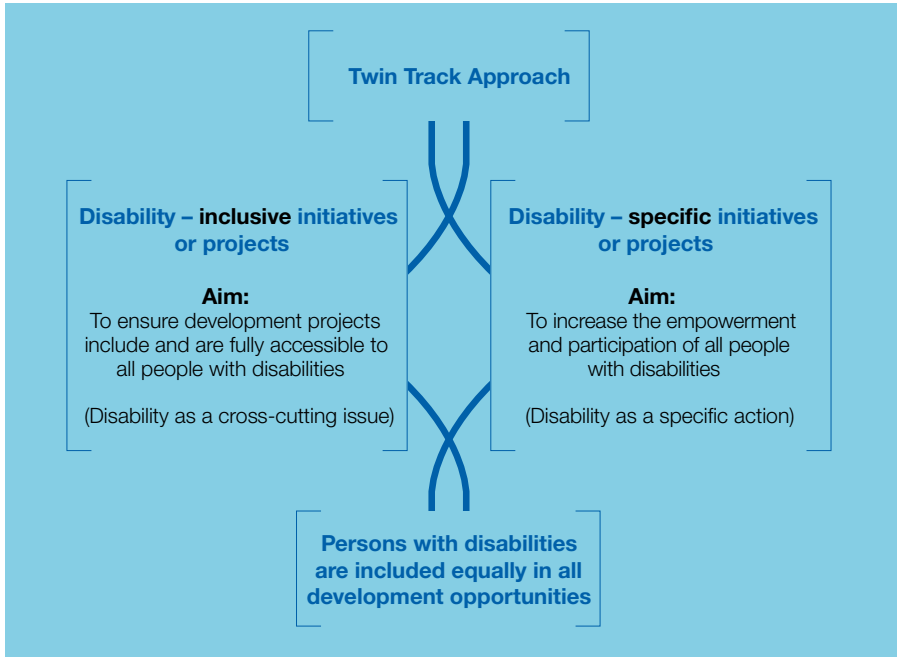 Twin Track Approach
Disability – inclusive initiatives
or projects
Aim:
To ensure development projects
include and are fully accessible to
all people with disabilities
(Disability as a cross-cutting issue)
Disability – specific initiatives
or projects
Aim:
To increase the empowerment
and participation of all people
with disabilities
(Disability as a specific action)
Persons with disabilities
are included equally in all
development opportunities